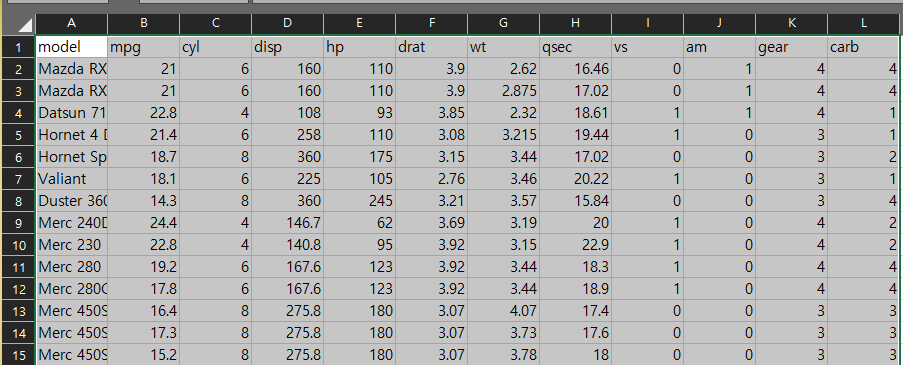 A B C D E F G H I J K L
1 model mpg cyl disp hp drat wt qsec vs am gear carb
2 Mazda RX 21 6 160 110 3.9 2.62 16.46 0 1 4 4
3 Mazda RX 21 6 160 110 3.9 2.875 17.02 0 1 4 4
4 Datsun 71 22.8 4 108 93 3.85 2.32 18.61 1 1 4 1
5 Hornet 4 21.4 6 258 110 3.08 3.215 19.44 1 0 3 1
6 Hornet Sp 18.7 8 360 175 3.15 3.44 17.02 0 0 3 2
7 Valiant 18.1 6 225 105 2.76 3.46 20.22 1 0 3 1
8 Duster 360 14.3 8 360 245 3.21 3.57 15.84 0 0 3 4
9 Merc 240D 24.4 4 146.7 62 3.69 3.19 20 1 0 4 2
10 Merc 230 22.8 4 140.8 95 3.92 3.15 22.9 1 0 4 2
11 Merc 280 19.2 6 167.6 123 3.92 3.44 18.3 1 0 4 4
12 Merc 280C 17.8 6 167.6 123 3.92 3.44 18.9 1 0 4 4
13 Merc 450S 16.4 8 275.8 180 3.07 4.07 17.4 0 0 3 3
14 Merc 450S 17.3 8 275.8 180 3.07 3.73 17.6 0 0 3 3
15 Merc 450S 15.2 8 275.8 180 3.07 3.78 18 0 0 3 3